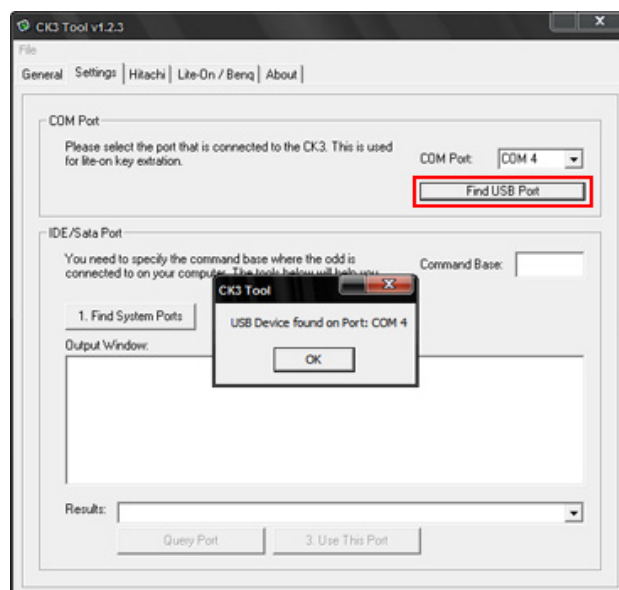 CK3 Tool v1.2.3
File
General Settings Hitachi Lite-On / Benq About
COM Port
Please select the port that is connected to the CK3. This is used
for lite-on key extration.
COM Port: COM 4
Find USB Port
IDE/Sata Port
You need to specify the command base where the odd is
connected to on your computer. The tools below will help you
Command Base:
CK3 Tool
USB Device found on Port: COM 4
OK
1. Find System Ports
Output Window:
Results:
Query Port
3. Use This Port